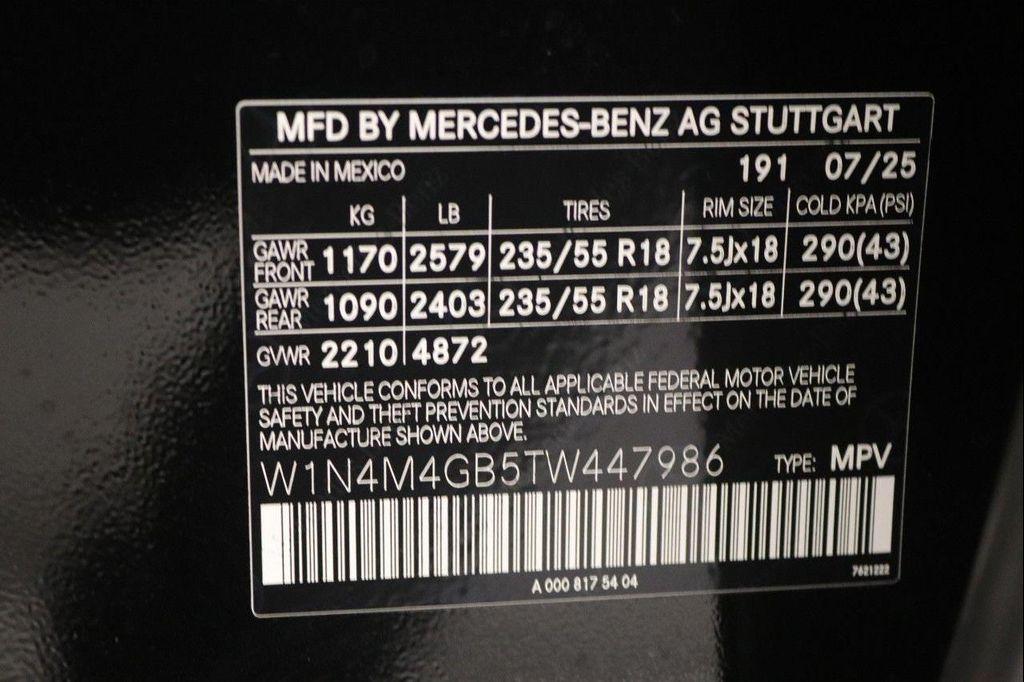 MFD BY MERCEDES-BENZ AG STUTTGART
MADE IN MEXICO 191 07/25
KG LB TIRES RIM SIZE COLD KPA (PSI)
GAWR FRONT 1170 2579 235/55 R18 7.5Jx18 290(43)
GAWR REAR 1090 2403 235/55 R18 7.5Jx18 290(43)
GVWR 2210 4872
THIS VEHICLE CONFORMS TO ALL APPLICABLE FEDERAL MOTOR VEHICLE
SAFETY AND THEFT PREVENTION STANDARDS IN EFFECT ON THE DATE OF
MANUFACTURE SHOWN ABOVE.
W1N4M4GB5TW447986 TYPE: MPV
A 000 817 54 04
7621222